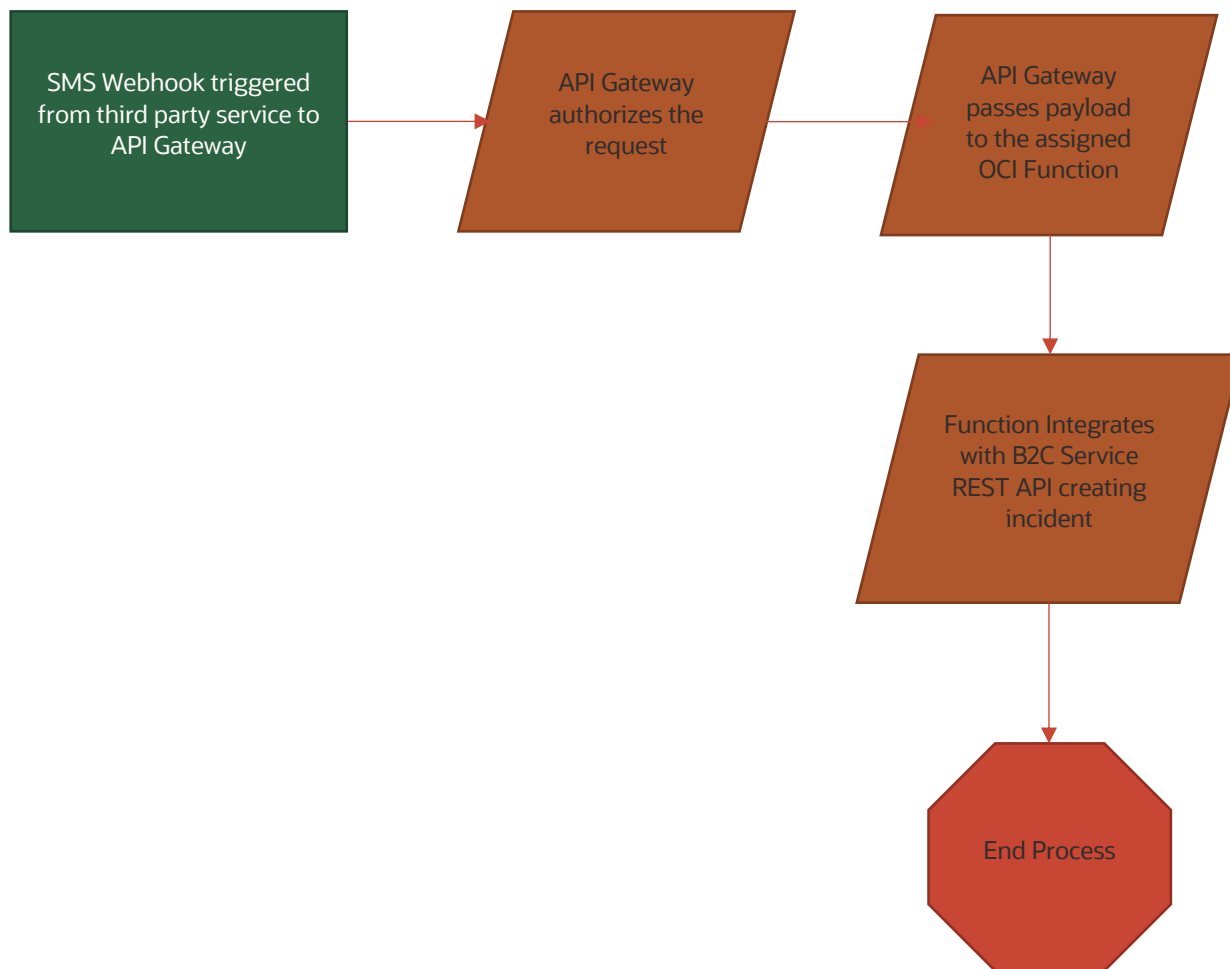 SMS Webhook triggered
from third party service to
API Gateway
API Gateway
authorizes the
request
API Gateway
passes payload
to the assigned
OCI Function
Function Integrates
with B2C Service
REST API creating
incident
End Process